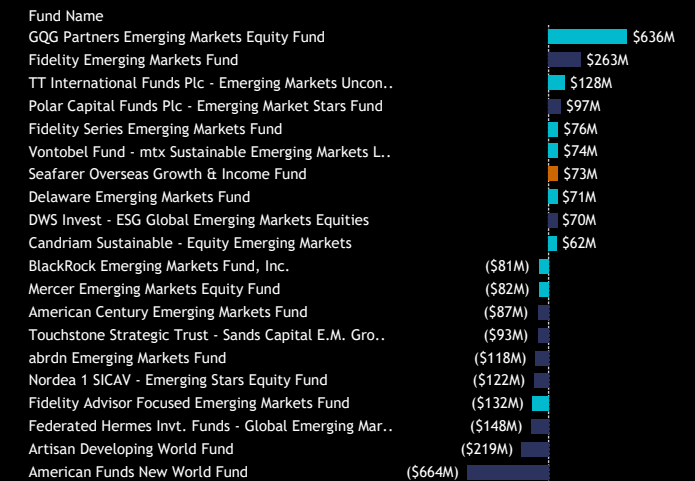 Fund Name
GQG Partners Emerging Markets Equity Fund $636M
Fidelity Emerging Markets Fund $263M
TT International Funds Plc - Emerging Markets Uncon.. $128M
Polar Capital Funds Plc - Emerging Market Stars Fund $97M
Fidelity Series Emerging Markets Fund $76M
Vontobel Fund - mtx Sustainable Emerging Markets L.. $74M
Seafarer Overseas Growth & Income Fund $73M
Delaware Emerging Markets Fund $71M
DWS Invest - ESG Global Emerging Markets Equities $70M
Candriam Sustainable - Equity Emerging Markets $62M
BlackRock Emerging Markets Fund, Inc. ($81M)
Mercer Emerging Markets Equity Fund ($82M)
American Century Emerging Markets Fund ($87M)
Touchstone Strategic Trust - Sands Capital E.M. Gro.. ($93M)
abrdn Emerging Markets Fund ($118M)
Nordea 1 SICAV - Emerging Stars Equity Fund ($122M)
Fidelity Advisor Focused Emerging Markets Fund ($132M)
Federated Hermes Invt. Funds - Global Emerging Mar.. ($148M)
Artisan Developing World Fund ($219M)
American Funds New World Fund ($664M)